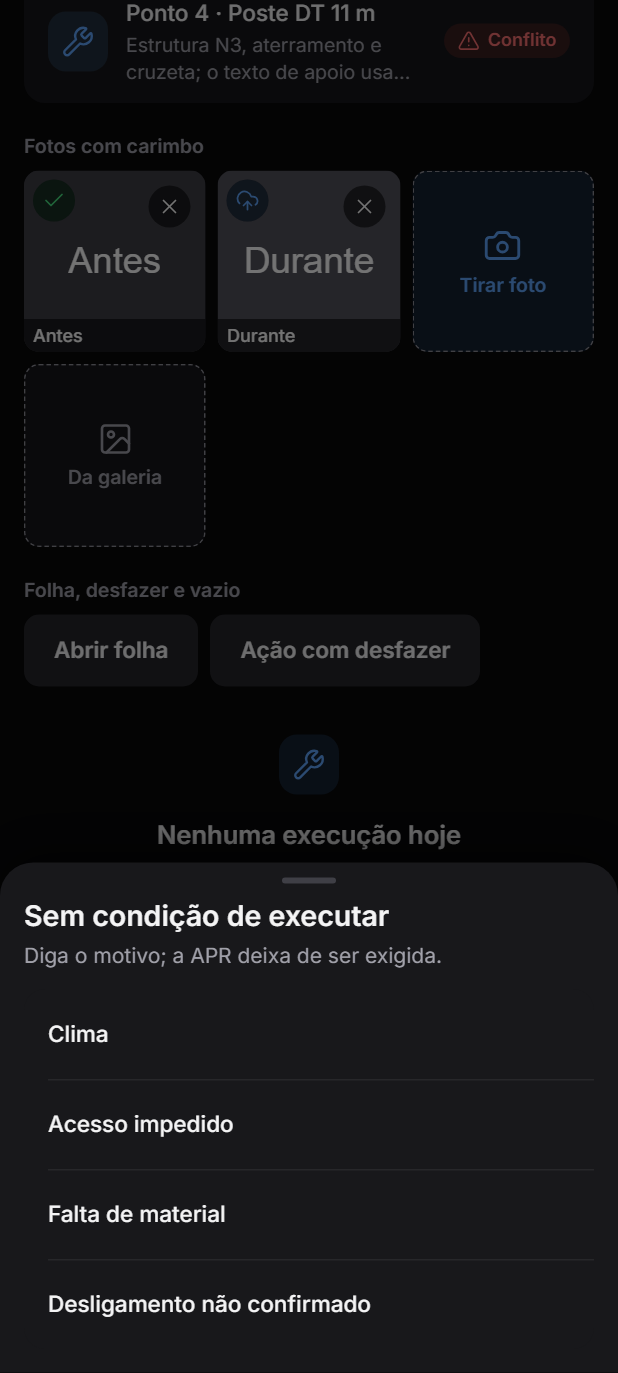 Ponto 4 · Poste DT 11 m
Estrutura N3, aterramento e
cruzeta; o texto de apoio usa...
Conflito
Fotos com carimbo
Antes
Durante
Tirar foto
Antes
Durante
Da galeria
Folha, desfazer e vazio
Abrir folha
Ação com desfazer
Nenhuma execução hoje
Sem condição de executar
Diga o motivo; a APR deixa de ser exigida.
Clima
Acesso impedido
Falta de material
Desligamento não confirmado